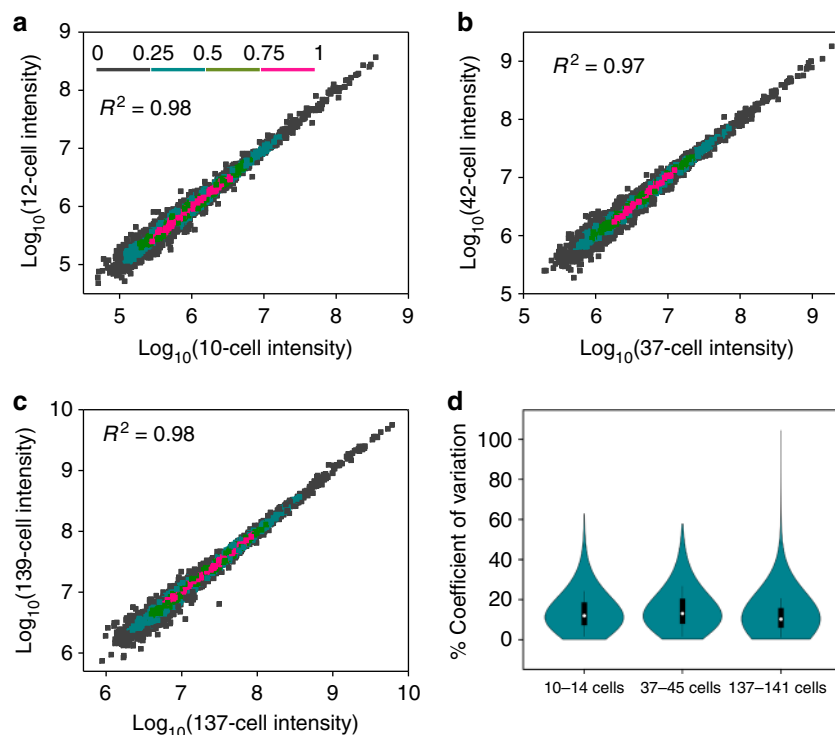 a
9
8
7
6
5
0 0.25 0.5 0.75 1
R² = 0.98
Log₁₀(12-cell intensity)
5 6 7 8 9
Log₁₀(10-cell intensity)
b
9
8
7
6
5
R² = 0.97
Log₁₀(42-cell intensity)
6 7 8 9
Log₁₀(37-cell intensity)
c
10
9
8
7
6
R² = 0.98
Log₁₀(139-cell intensity)
6 7 8 9 10
Log₁₀(137-cell intensity)
d
100
80
60
40
20
0
% Coefficient of variation
10–14 cells 37–45 cells 137–141 cells